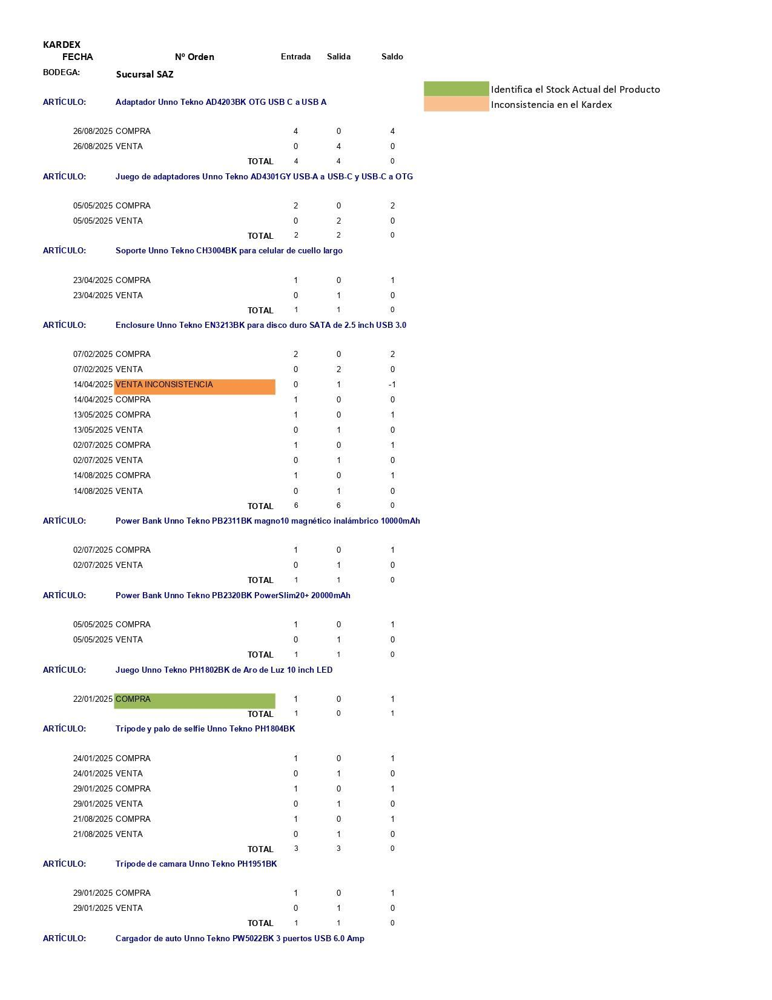 KARDEX
FECHA Nº Orden Entrada Salida Saldo
BODEGA: Sucursal SAZ
Identifica el Stock Actual del Producto
ARTÍCULO: Adaptador Unno Tekno AD4203BK OTG USB C a USB A
Inconsistencia en el Kardex
26/08/2025 COMPRA 4 0 4
26/08/2025 VENTA 0 4 0
TOTAL 4 4 0
ARTÍCULO: Juego de adaptadores Unno Tekno AD4301GY USB-A a USB-C y USB-C a OTG
05/05/2025 COMPRA 2 0 2
05/05/2025 VENTA 0 2 0
TOTAL 2 2 0
ARTÍCULO: Soporte Unno Tekno CH3004BK para celular de cuello largo
23/04/2025 COMPRA 1 0 1
23/04/2025 VENTA 0 1 0
TOTAL 1 1 0
ARTÍCULO: Enclosure Unno Tekno EN3213BK para disco duro SATA de 2.5 inch USB 3.0
07/02/2025 COMPRA 2 0 2
07/02/2025 VENTA 0 2 0
14/04/2025 VENTA INCONSISTENCIA 0 1 -1
14/04/2025 COMPRA 1 0 0
13/05/2025 COMPRA 1 0 1
13/05/2025 VENTA 0 1 0
02/07/2025 COMPRA 1 0 1
02/07/2025 VENTA 0 1 0
14/08/2025 COMPRA 1 0 1
14/08/2025 VENTA 0 1 0
TOTAL 6 6 0
ARTÍCULO: Power Bank Unno Tekno PB2311BK magno10 magnético inalámbrico 10000mAh
02/07/2025 COMPRA 1 0 1
02/07/2025 VENTA 0 1 0
TOTAL 1 1 0
ARTÍCULO: Power Bank Unno Tekno PB2320BK PowerSlim20+ 20000mAh
05/05/2025 COMPRA 1 0 1
05/05/2025 VENTA 0 1 0
TOTAL 1 1 0
ARTÍCULO: Juego Unno Tekno PH1802BK de Aro de Luz 10 inch LED
22/01/2025 COMPRA 1 0 1
TOTAL 1 0 1
ARTÍCULO: Trípode y palo de selfie Unno Tekno PH1804BK
24/01/2025 COMPRA 1 0 1
24/01/2025 VENTA 0 1 0
29/01/2025 COMPRA 1 0 1
29/01/2025 VENTA 0 1 0
21/08/2025 COMPRA 1 0 1
21/08/2025 VENTA 0 1 0
TOTAL 3 3 0
ARTÍCULO: Trípode de camara Unno Tekno PH1951BK
29/01/2025 COMPRA 1 0 1
29/01/2025 VENTA 0 1 0
TOTAL 1 1 0
ARTÍCULO: Cargador de auto Unno Tekno PW5022BK 3 puertos USB 6.0 Amp